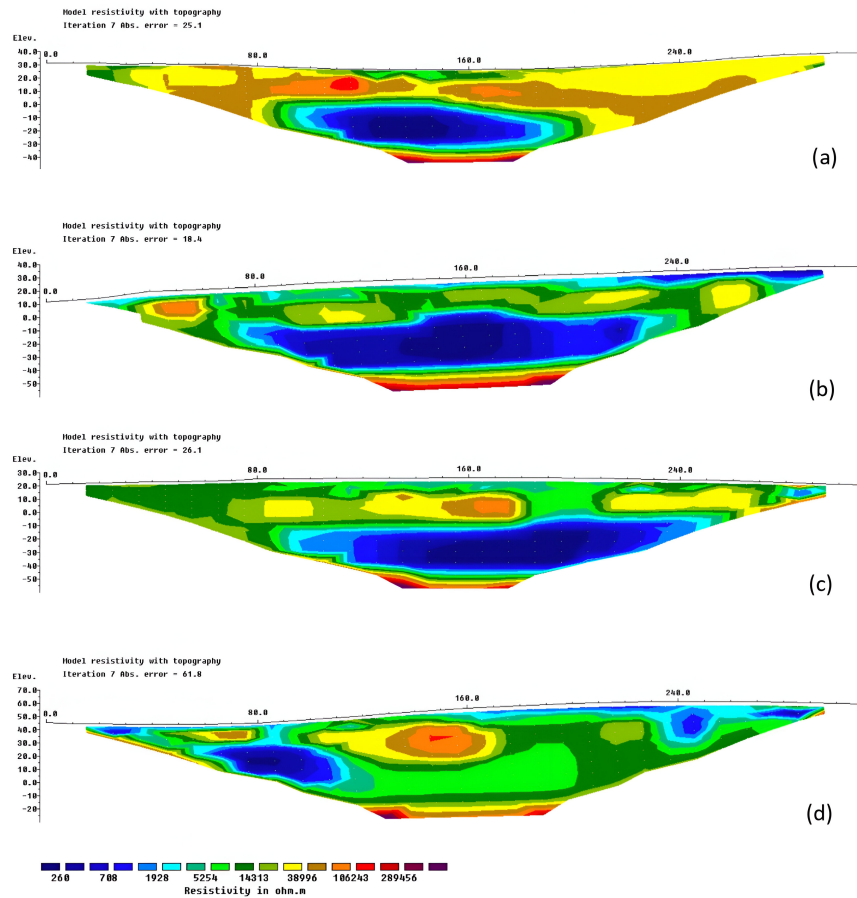 Model resistivity with topography
Iteration 7 Abs. error = 25.1
Elev.
40.0
30.0
20.0
10.0
0.0
-10.0
-20.0
-30.0
-40.0
0.0 80.0 160.0 240.0
(a)
Model resistivity with topography
Iteration 7 Abs. error = 18.4
Elev.
40.0
30.0
20.0
10.0
0.0
-10.0
-20.0
-30.0
-40.0
-50.0
0.0 80.0 160.0 240.0
(b)
Model resistivity with topography
Iteration 7 Abs. error = 26.1
Elev.
30.0
20.0
10.0
0.0
-10.0
-20.0
-30.0
-40.0
-50.0
0.0 80.0 160.0 240.0
(c)
Model resistivity with topography
Iteration 7 Abs. error = 61.8
Elev.
70.0
60.0
50.0
40.0
30.0
20.0
10.0
0.0
-10.0
-20.0
0.0 80.0 160.0 240.0
(d)
260 708 1928 5254 14313 38996 106243 289456
Resistivity in ohm.m